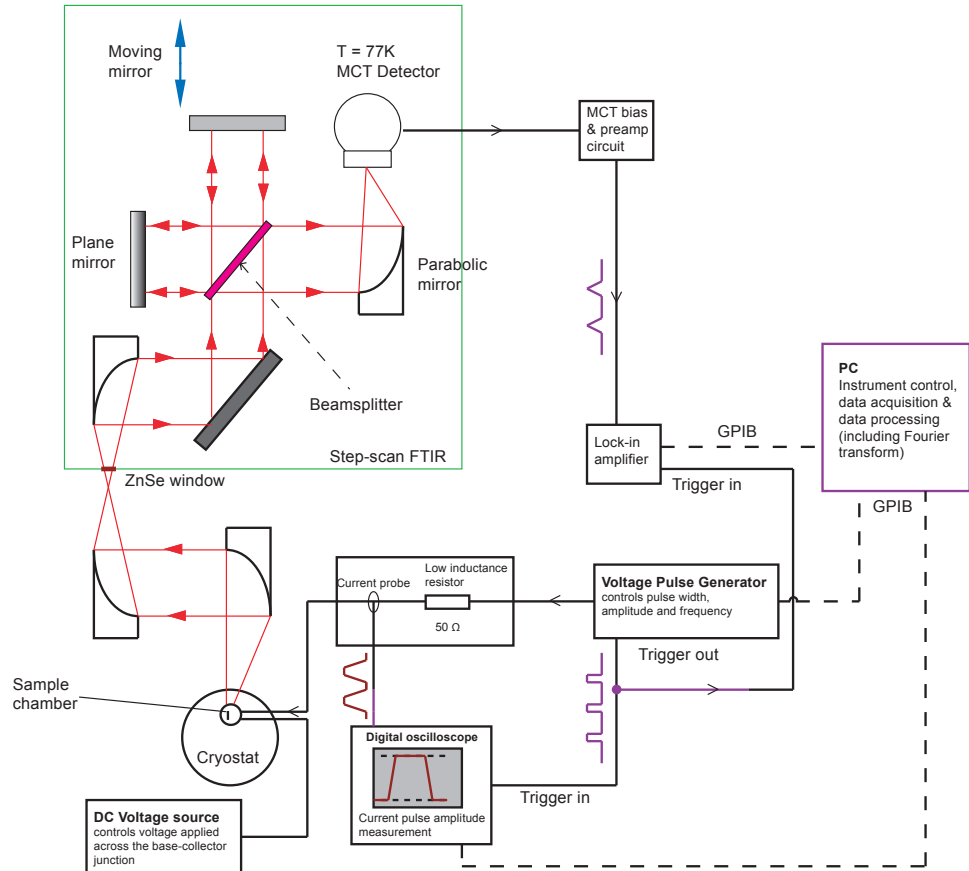 Moving
mirror
T = 77K
MCT Detector
MCT bias
& preamp
circuit
Plane
mirror
Parabolic
mirror
Beamsplitter
Step-scan FTIR
ZnSe window
PC
Instrument control,
data acquisition &
data processing
(including Fourier
transform)
Lock-in
amplifier
GPIB
Trigger in
GPIB
Current probe
Low inductance
resistor
50 Ω
Voltage Pulse Generator
controls pulse width,
amplitude and frequency
Trigger out
Sample
chamber
Cryostat
Digital oscilloscope
Current pulse amplitude
measurement
Trigger in
DC Voltage source
controls voltage applied
across the base-collector
junction